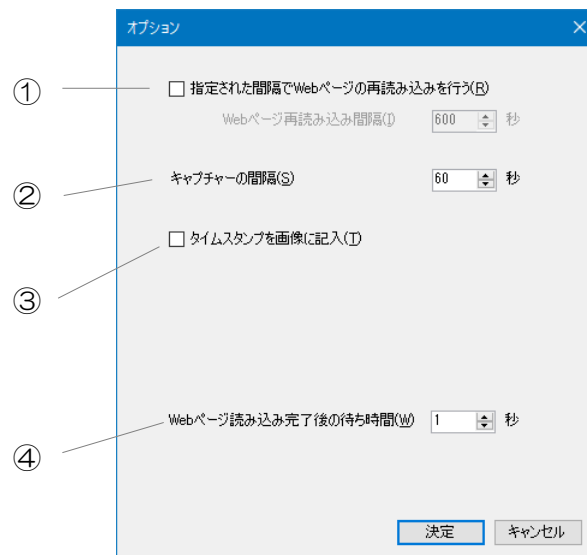 オプション
① □ 指定された間隔でWebページの再読み込みを行う(R)
Webページ再読み込み間隔(I) 600 秒
② キャプチャーの間隔(S) 60 秒
③ □ タイムスタンプを画像に記入(T)
④ Webページ読み込み完了後の待ち時間(W) 1 秒
決定 キャンセル